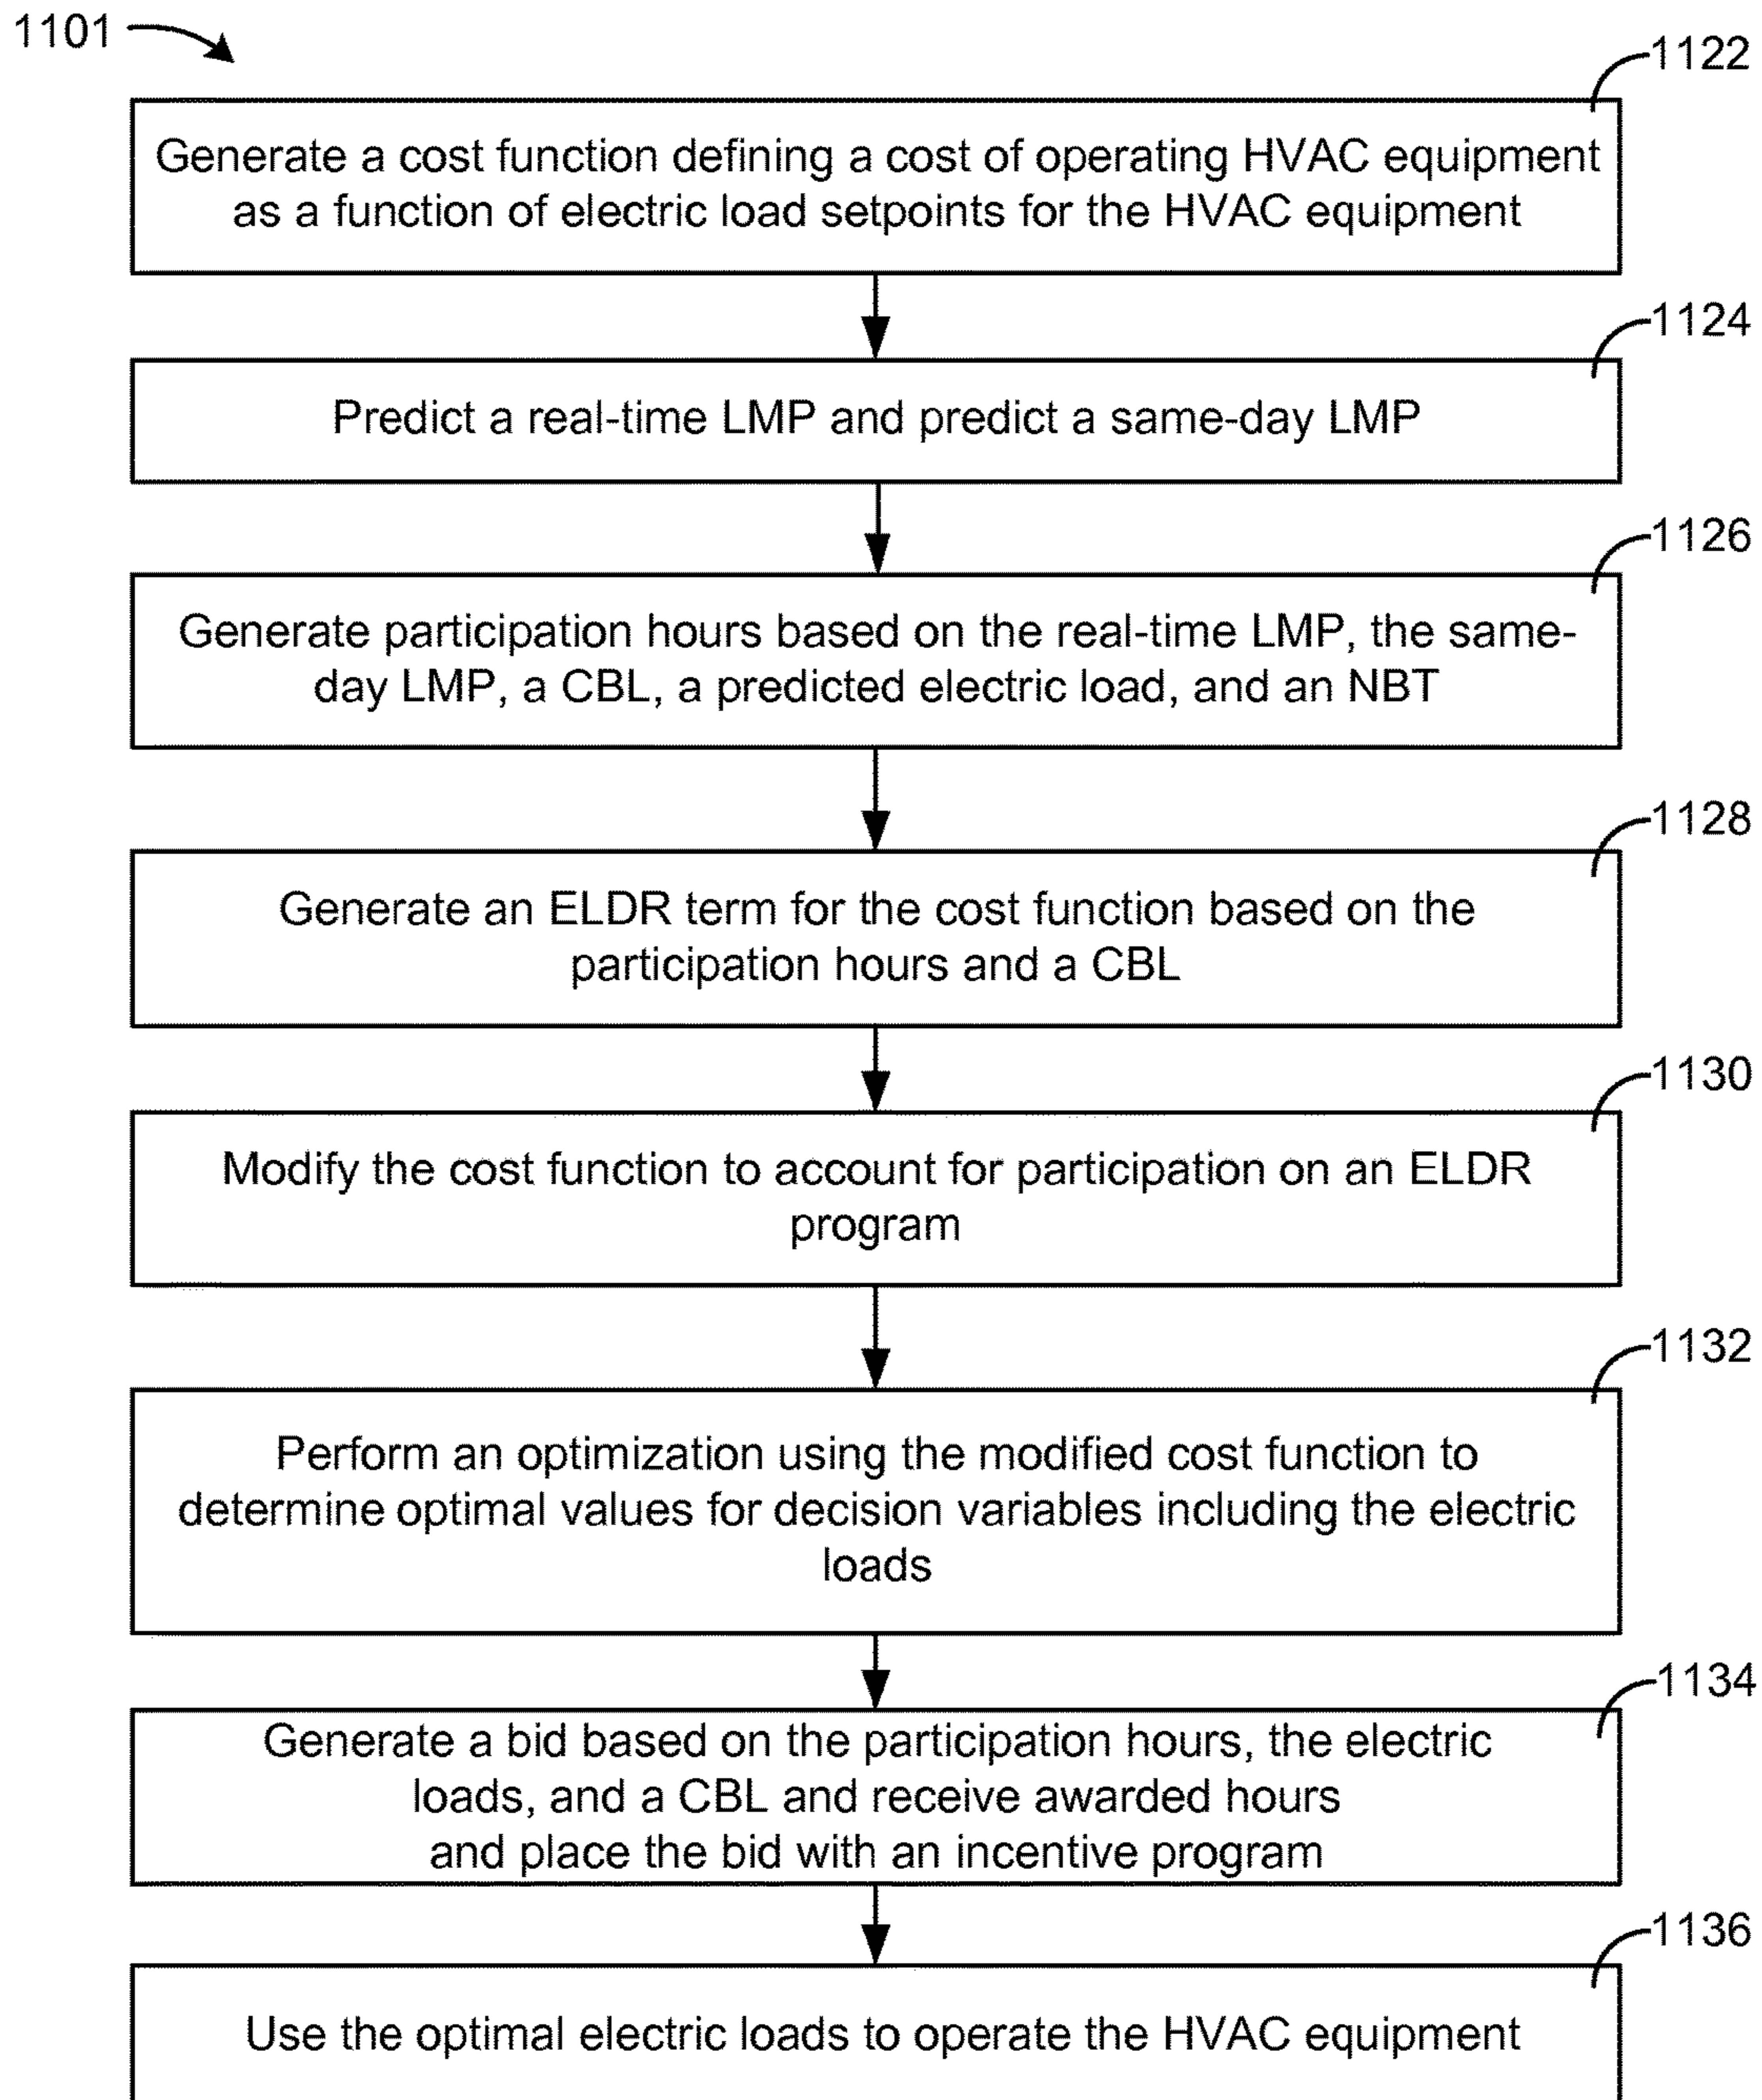 1101
1122
Generate a cost function defining a cost of operating HVAC equipment
as a function of electric load setpoints for the HVAC equipment
1124
Predict a real-time LMP and predict a same-day LMP
1126
Generate participation hours based on the real-time LMP, the same-
day LMP, a CBL, a predicted electric load, and an NBT
1128
Generate an ELDR term for the cost function based on the
participation hours and a CBL
1130
Modify the cost function to account for participation on an ELDR
program
1132
Perform an optimization using the modified cost function to
determine optimal values for decision variables including the electric
loads
1134
Generate a bid based on the participation hours, the electric
loads, and a CBL and receive awarded hours
and place the bid with an incentive program
1136
Use the optimal electric loads to operate the HVAC equipment